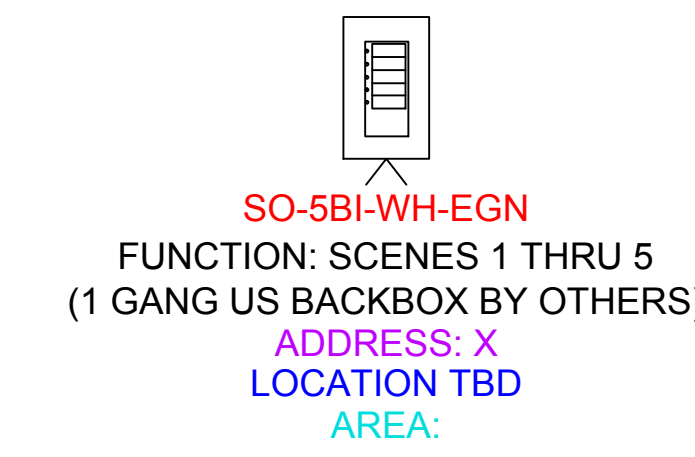 SO-5BI-WH-EGN
FUNCTION: SCENES 1 THRU 5
(1 GANG US BACKBOX BY OTHERS)
ADDRESS: X
LOCATION TBD
AREA: